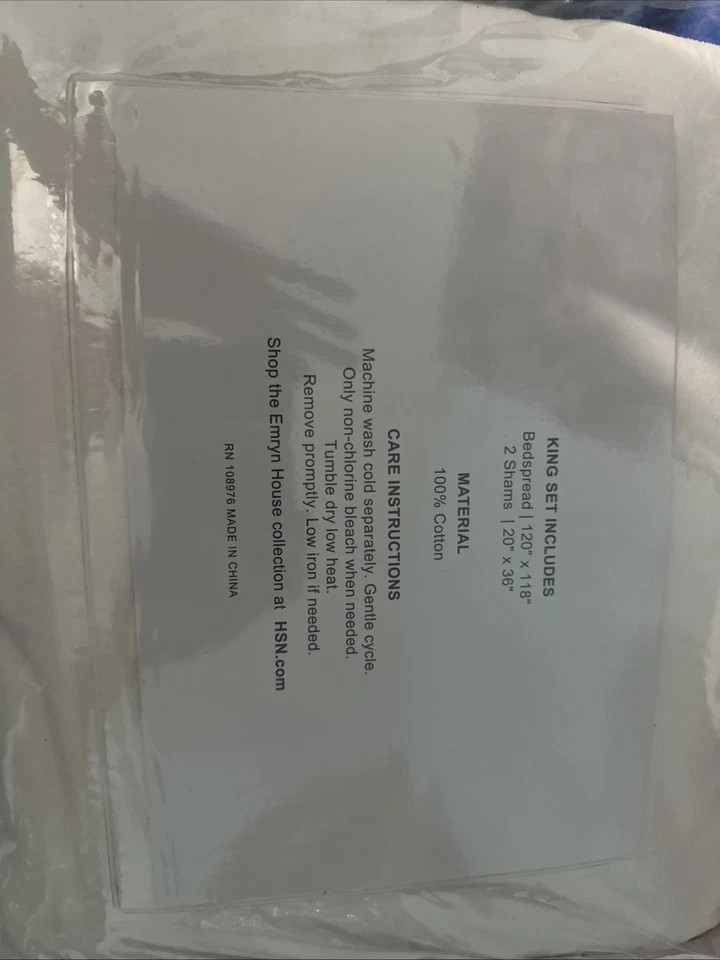 KING SET INCLUDES
Bedspread | 120" x 118"
2 Shams | 20" x 36"
MATERIAL
100% Cotton
CARE INSTRUCTIONS
Machine wash cold separately. Gentle cycle.
Only non-chlorine bleach when needed.
Tumble dry low heat.
Remove promptly. Low iron if needed.
Shop the Emryn House collection at HSN.com
RN 108976 MADE IN CHINA